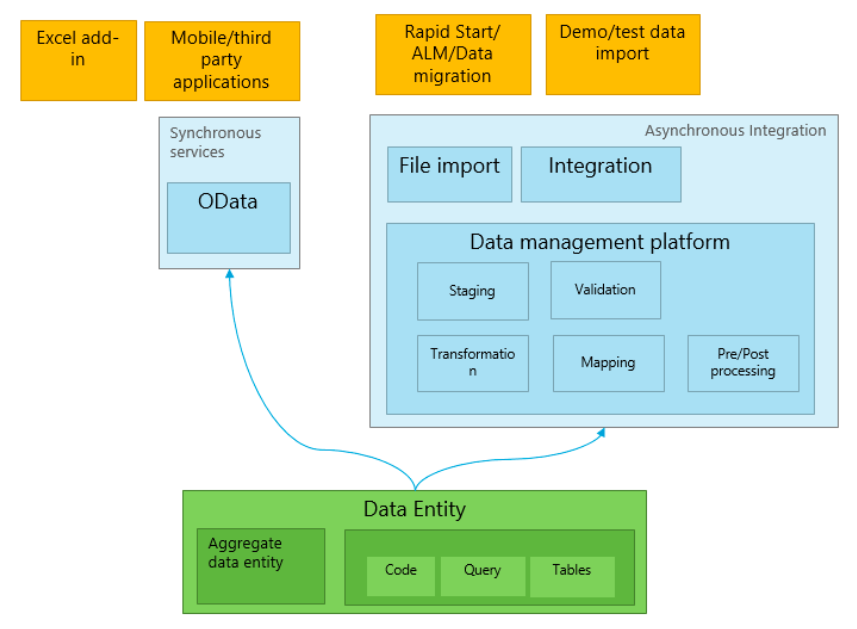 Excel add-
in
Mobile/third
party
applications
Rapid Start/
ALM/Data
migration
Demo/test data
import
Synchronous
services
OData
Asynchronous Integration
File import
Integration
Data management platform
Staging
Validation
Transformatio
n
Mapping
Pre/Post
processing
Data Entity
Aggregate
data entity
Code
Query
Tables